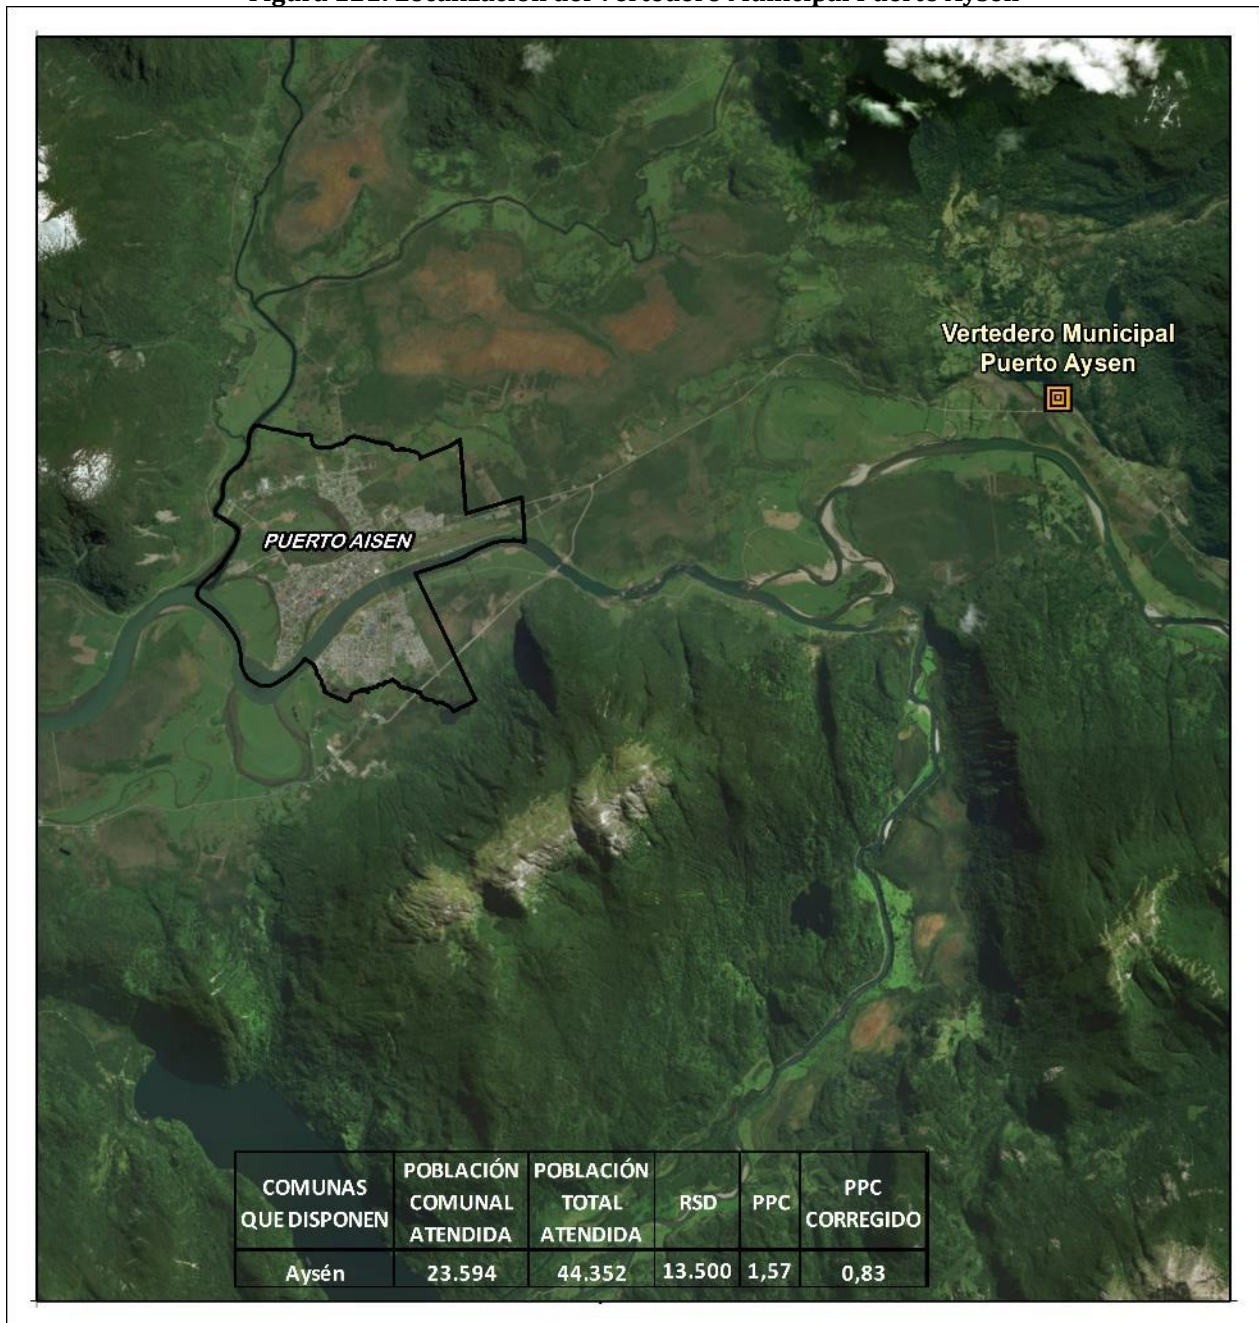 Vertedero Municipal
Puerto Aysen
PUERTO AISEN
COMUNAS QUE DISPONEN
POBLACIÓN COMUNAL ATENDIDA
POBLACIÓN TOTAL ATENDIDA
RSD
PPC
PPC CORREGIDO
Aysén 23.594 44.352 13.500 1,57 0,83